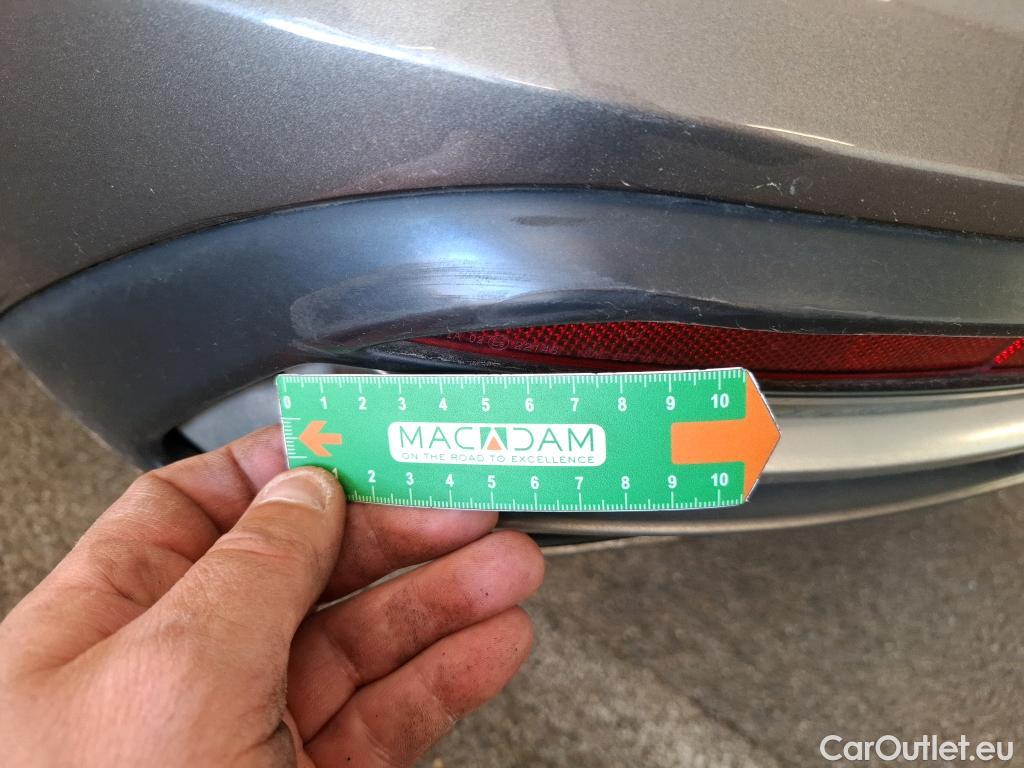 0 1 2 3 4 5 6 7 8 9 10
MACADAM
ON THE ROAD TO EXCELLENCE
1 2 3 4 5 6 7 8 9 10
CarOutlet.eu